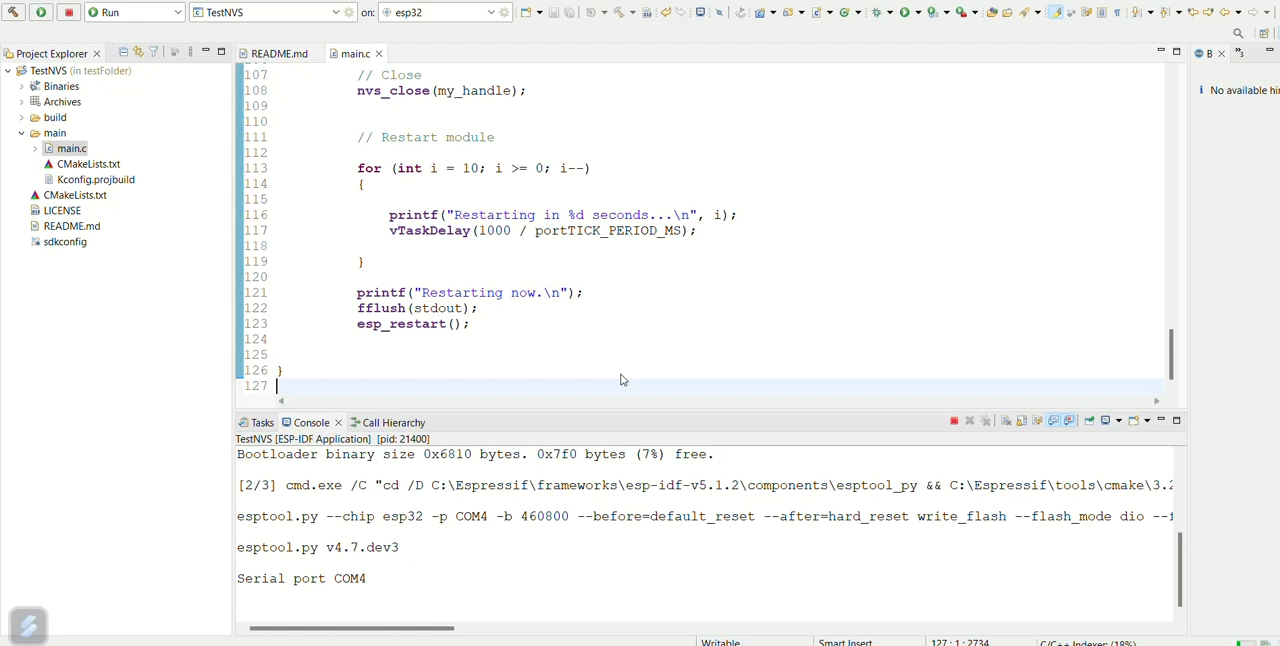 Run
TestNVS
on:
esp32
Project Explorer
README.md
main.c
B
3
TestNVS (in testFolder)
Binaries
Archives
build
main
main.c
CMakeLists.txt
Kconfig.projbuild
CMakeLists.txt
LICENSE
README.md
sdkconfig
No available hi
107 // Close
108 nvs_close(my_handle);
109
110
111 // Restart module
112
113 for (int i = 10; i >= 0; i--)
114 {
115
116 printf("Restarting in %d seconds...\n", i);
117 vTaskDelay(1000 / portTICK_PERIOD_MS);
118
119 }
120
121 printf("Restarting now.\n");
122 fflush(stdout);
123 esp_restart();
124
125
126 }
127
Tasks
Console
Call Hierarchy
TestNVS [ESP-IDF Application] [pid: 21400]
Bootloader binary size 0x6810 bytes. 0x7f0 bytes (7%) free.
[2/3] cmd.exe /C "cd /D C:\Espressif\frameworks\esp-idf-v5.1.2\components\esptool_py && C:\Espressif\tools\cmake\3.2
esptool.py --chip esp32 -p COM4 -b 460800 --before=default_reset --after=hard_reset write_flash --flash_mode dio --f
esptool.py v4.7.dev3
Serial port COM4
Writable
Smart Insert
127 : 1 : 2734
C/C++ Indexer: (18%)